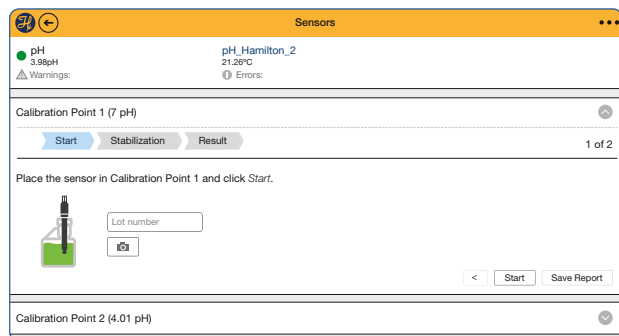 H
Sensors
pH
3.98pH
Warnings:
pH_Hamilton_2
21.26°C
Errors:
Calibration Point 1 (7 pH)
Start
Stabilization
Result
1 of 2
Place the sensor in Calibration Point 1 and click Start.
Lot number
<
Start
Save Report
Calibration Point 2 (4.01 pH)